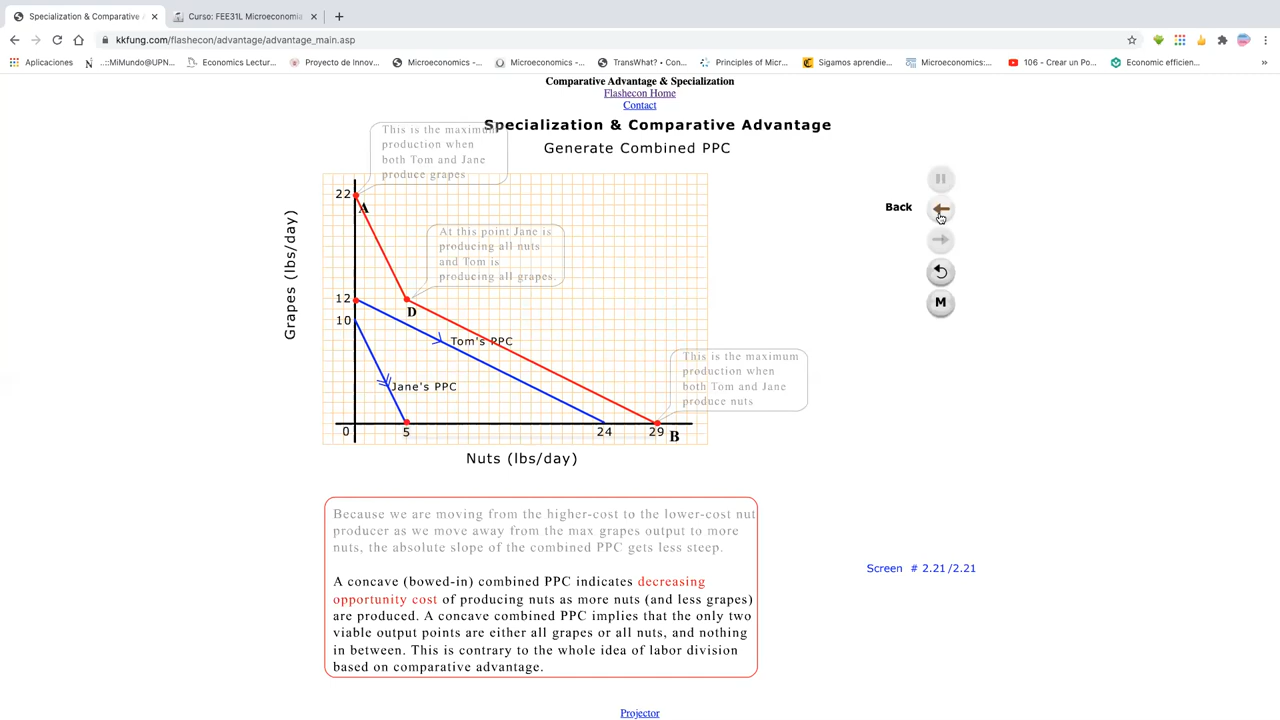 Specialization & Comparative A
Curso: FEE31L Microeconomia
kkfung.com/flashecon/advantage/advantage_main.asp
Aplicaciones
..::MiMundo@UPN...
Economics Lectur...
Proyecto de Innov...
Microeconomics –...
Microeconomics -...
TransWhat? • Con...
Principles of Micr...
Sigamos aprendie...
Microeconomics:...
106 - Crear un Po...
Economic efficien...
»
Comparative Advantage & Specialization
Flashecon Home
Contact
Specialization & Comparative Advantage
Generate Combined PPC
This is the maximum
production when
both Tom and Jane
produce grapes
22
A
Grapes (lbs/day)
At this point Jane is
producing all nuts
and Tom is
producing all grapes.
12
D
10
Tom's PPC
Jane's PPC
This is the maximum
production when
both Tom and Jane
produce nuts
0
5
24
29
B
Nuts (lbs/day)
Back
M
Because we are moving from the higher-cost to the lower-cost nut
producer as we move away from the max grapes output to more
nuts, the absolute slope of the combined PPC gets less steep.
A concave (bowed-in) combined PPC indicates decreasing
opportunity cost of producing nuts as more nuts (and less grapes)
are produced. A concave combined PPC implies that the only two
viable output points are either all grapes or all nuts, and nothing
in between. This is contrary to the whole idea of labor division
based on comparative advantage.
Screen # 2.21/2.21
Projector